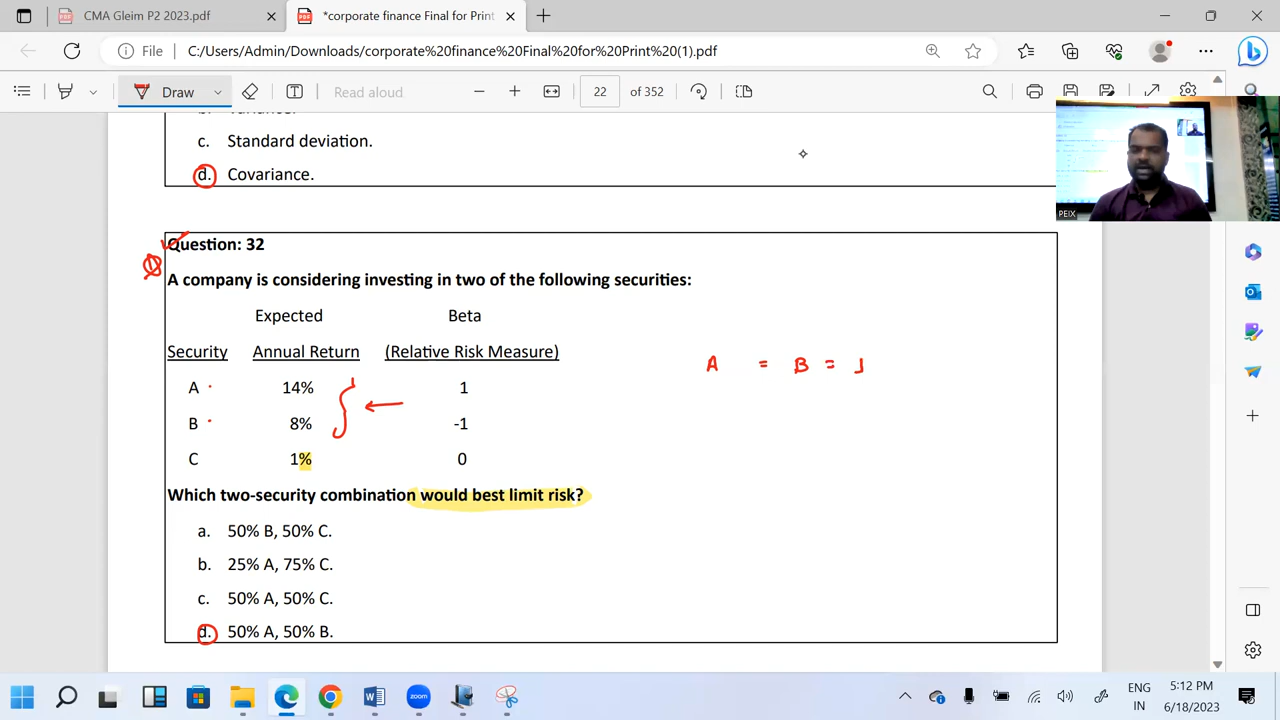 CMA Gleim P2 2023.pdf
*corporate finance Final for Print
File
C:/Users/Admin/Downloads/corporate%20finance%20Final%20for%20Print%20(1).pdf
Draw
Read aloud
22
of 352
c. Standard deviation.
d. Covariance.
PEIX
Question: 32
A company is considering investing in two of the following securities:
Expected Beta
Security Annual Return (Relative Risk Measure)
A 14% 1
A = B = 1
B 8% -1
C 1% 0
Which two-security combination would best limit risk?
a. 50% B, 50% C.
b. 25% A, 75% C.
c. 50% A, 50% C.
d. 50% A, 50% B.
zoom
ENG
IN
5:12 PM
6/18/2023